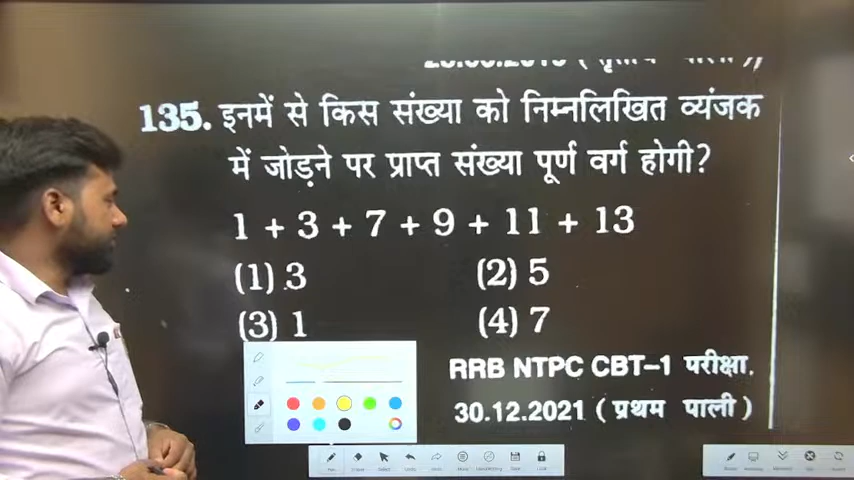 135. इनमें से किस संख्या को निम्नलिखित व्यंजक
में जोड़ने पर प्राप्त संख्या पूर्ण वर्ग होगी?
1 + 3 + 7 + 9 + 11 + 13
(1) 3 (2) 5
(3) 1 (4) 7
RRB NTPC CBT–1 परीक्षा,
30.12.2021 ( प्रथम पाली )